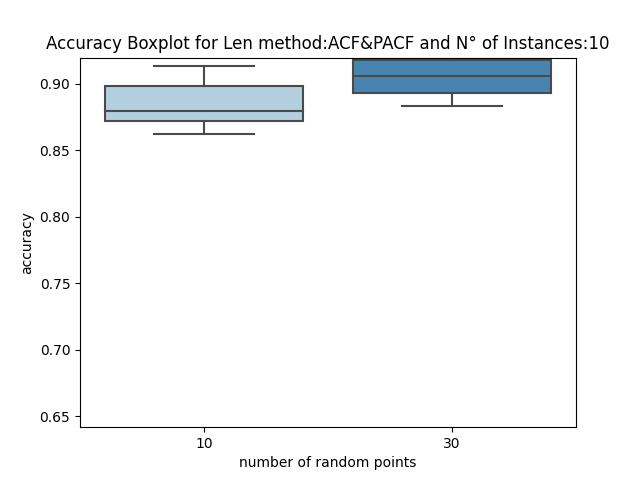 Accuracy Boxplot for Len method:ACF&PACF and N° of Instances:10
0.90
0.85
0.80
0.75
0.70
0.65
accuracy
10
30
number of random points